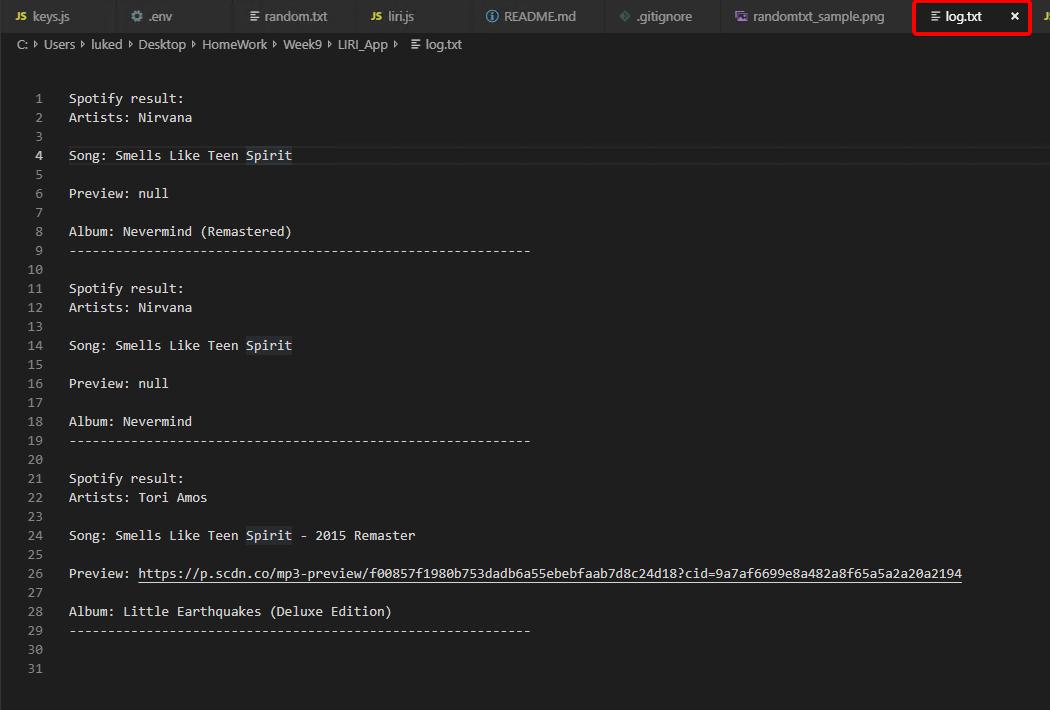 JS keys.js .env random.txt JS liri.js README.md .gitignore randomtxt_sample.png log.txt × J
C: Users luked Desktop HomeWork Week9 LIRI_App log.txt
1 Spotify result:
2 Artists: Nirvana
3
4 Song: Smells Like Teen Spirit
5
6 Preview: null
7
8 Album: Nevermind (Remastered)
9 ------------------------------------------------------------
10
11 Spotify result:
12 Artists: Nirvana
13
14 Song: Smells Like Teen Spirit
15
16 Preview: null
17
18 Album: Nevermind
19 ------------------------------------------------------------
20
21 Spotify result:
22 Artists: Tori Amos
23
24 Song: Smells Like Teen Spirit - 2015 Remaster
25
26 Preview: https://p.scdn.co/mp3-preview/f00857f1980b753dadb6a55ebebfaab7d8c24d18?cid=9a7af6699e8a482a8f65a5a2a20a2194
27
28 Album: Little Earthquakes (Deluxe Edition)
29 ------------------------------------------------------------
30
31